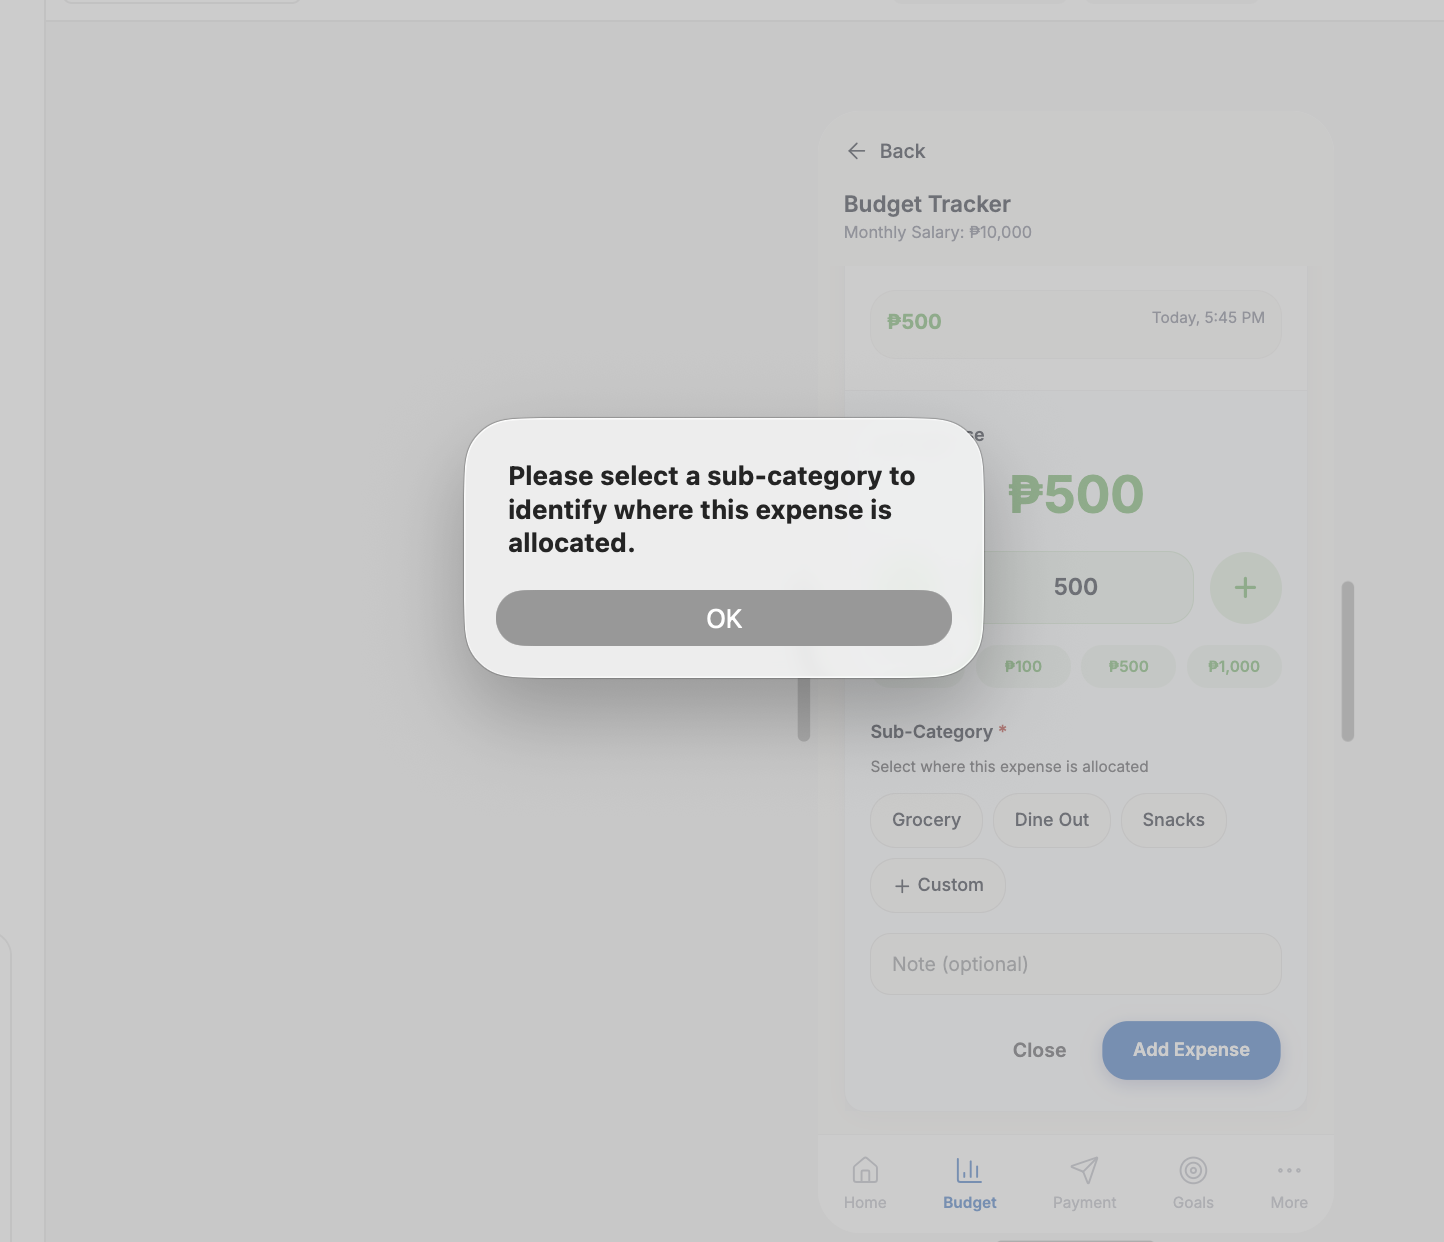 Back
Budget Tracker
Monthly Salary: ₱10,000
₱500
Today, 5:45 PM
Please select a sub-category to
identify where this expense is
allocated.
OK
₱500
500
₱100
₱500
₱1,000
Sub-Category *
Select where this expense is allocated
Grocery
Dine Out
Snacks
+ Custom
Note (optional)
Close
Add Expense
Home
Budget
Payment
Goals
More